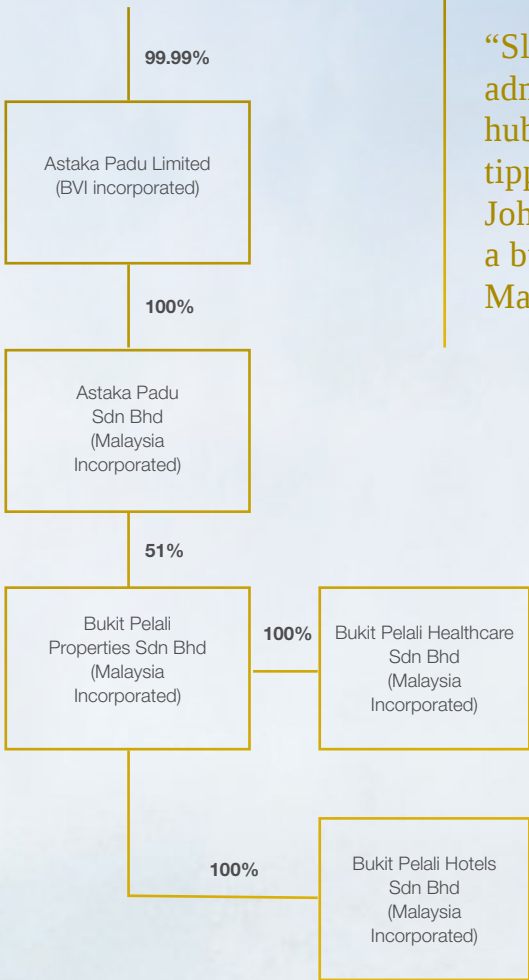 99.99%
Astaka Padu Limited
(BVI incorporated)
100%
Astaka Padu
Sdn Bhd
(Malaysia
Incorporated)
51%
Bukit Pelali
Properties Sdn Bhd
(Malaysia
Incorporated)
100%
Bukit Pelali Healthcare
Sdn Bhd
(Malaysia
Incorporated)
100%
Bukit Pelali Hotels
Sdn Bhd
(Malaysia
Incorporated)
a b